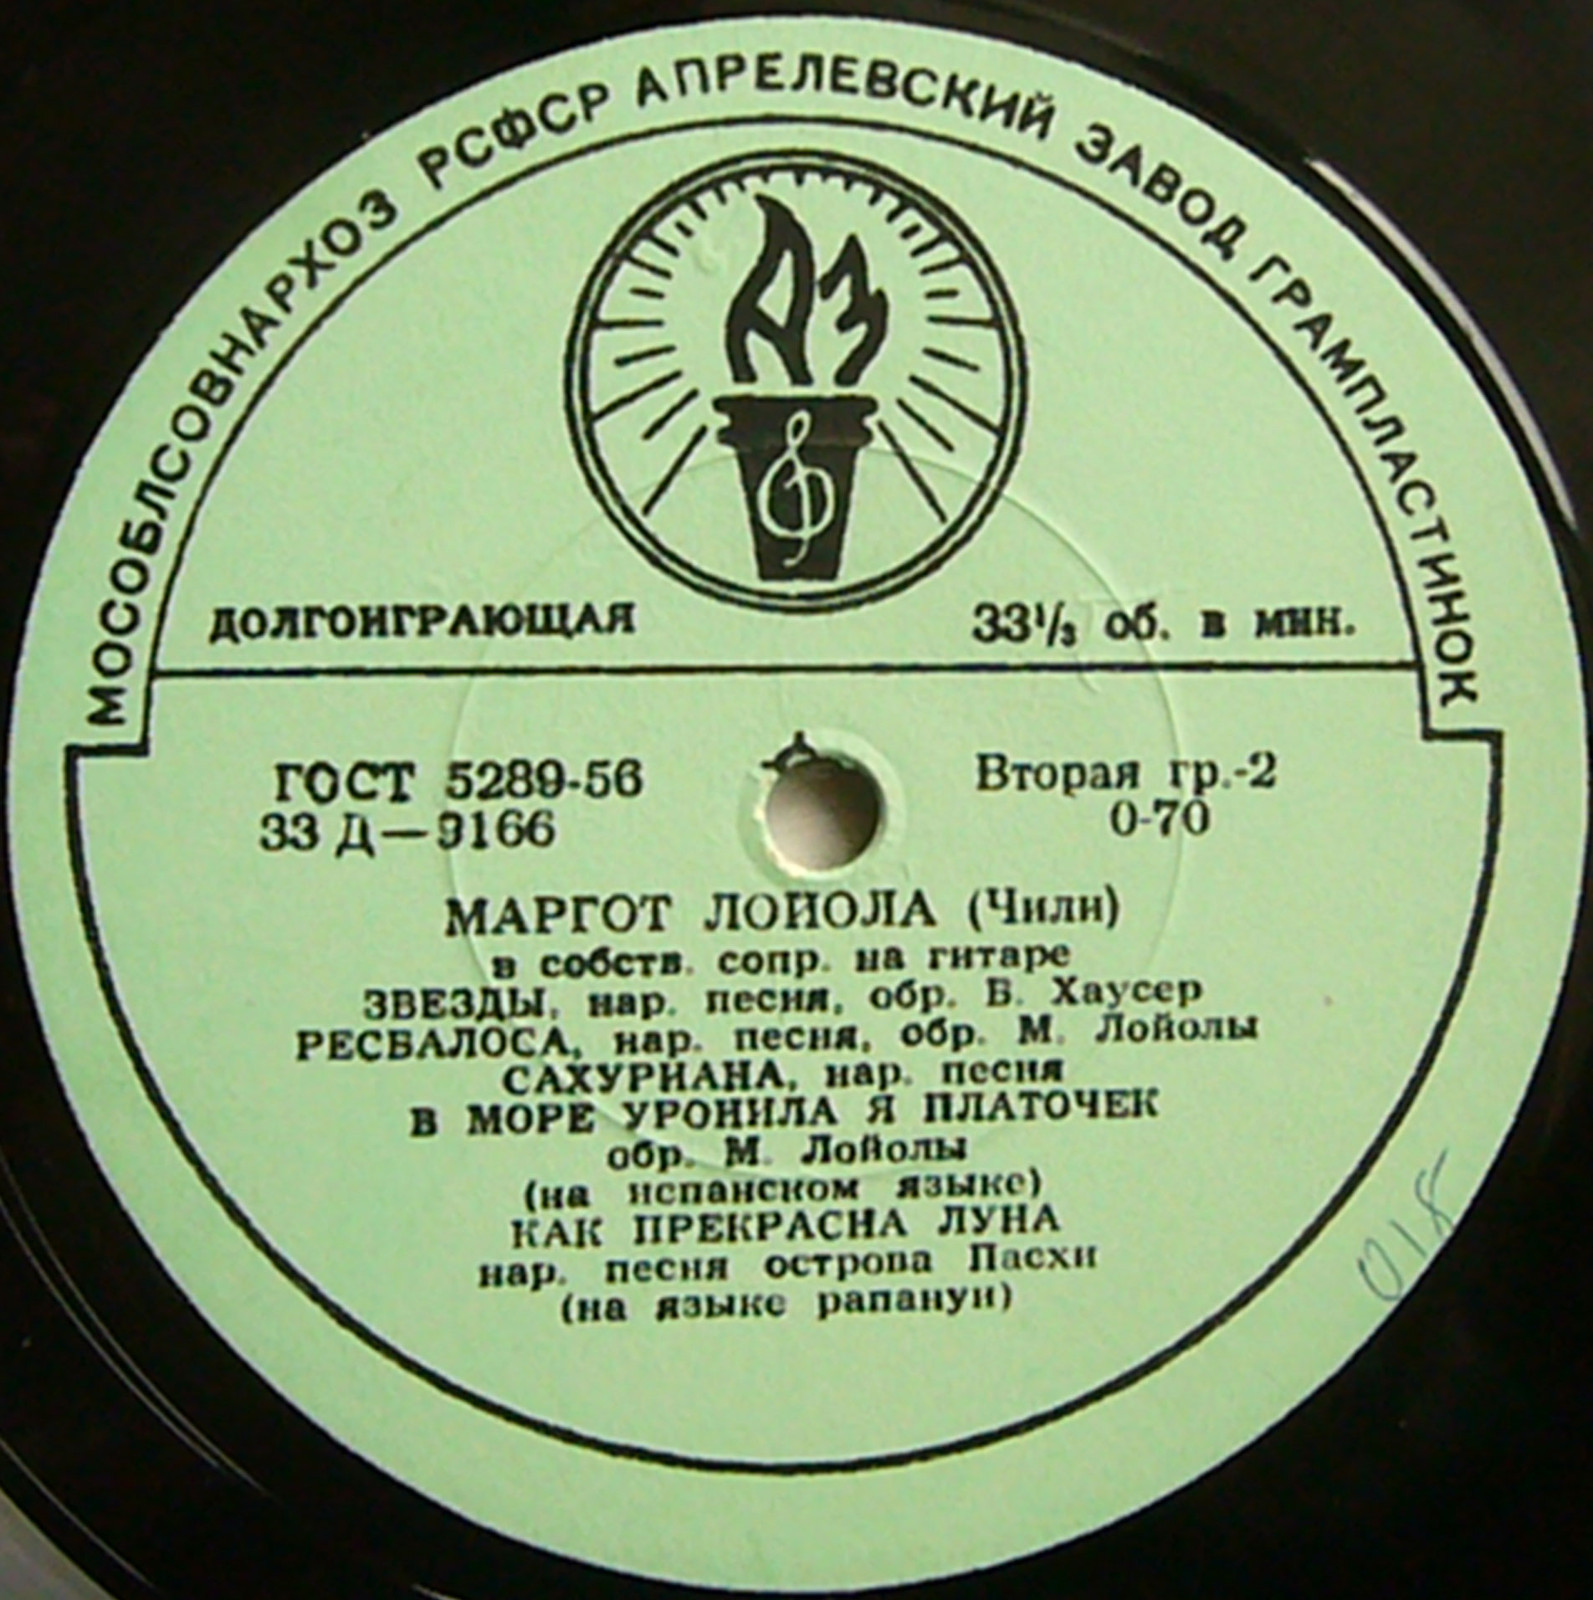 МОСОБЛСОВНАРХОЗ РСФСР АПРЕЛЕВСКИЙ ЗАВОД ГРАМПЛАСТИНОК
АЗ
ДОЛГОИГРАЮЩАЯ 33⅓ об. в мин.
ГОСТ 5289-56 Вторая гр.-2
33 Д—9166 0-70
МАРГОТ ЛОЙОЛА (Чили)
в собств. сопр. на гитаре
ЗВЕЗДЫ, нар. песня, обр. Б. Хаусер
РЕСБАЛОСА, нар. песня, обр. М. Лойолы
САХУРИАНА, нар. песня
В МОРЕ УРОНИЛА Я ПЛАТОЧЕК
обр. М. Лойолы
(на испанском языке)
КАК ПРЕКРАСНА ЛУНА
нар. песня острова Пасхи
(на языке рапануи)